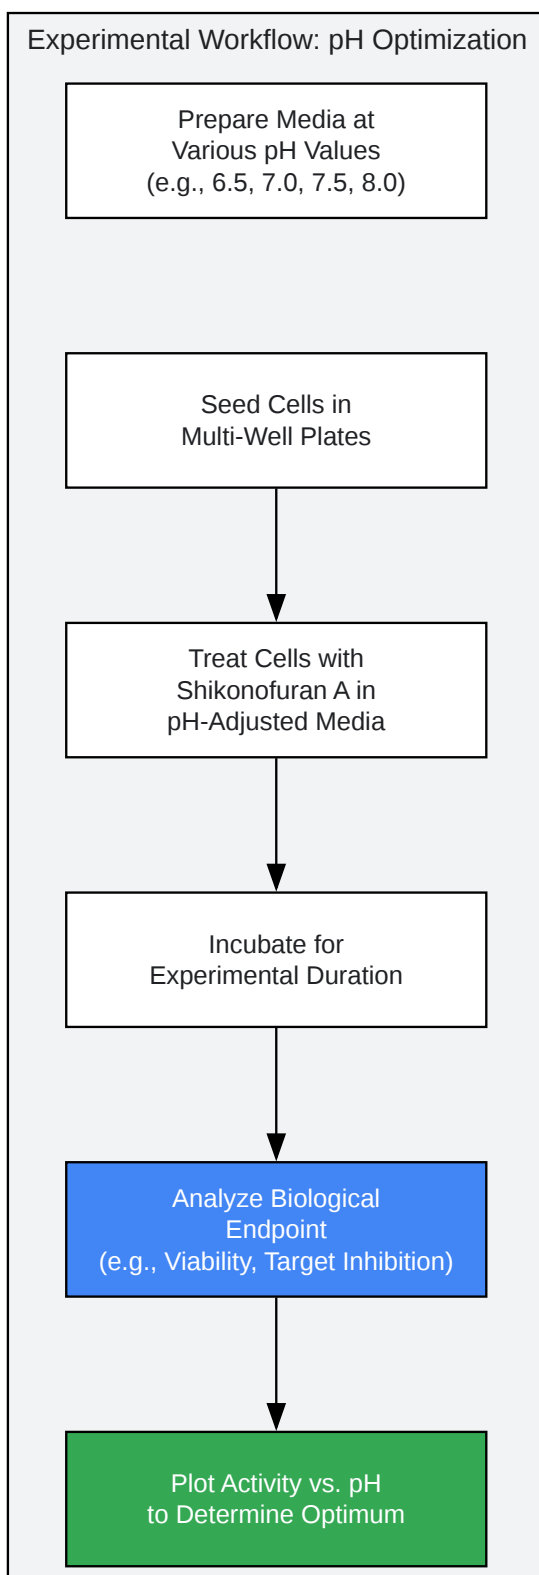 Experimental Workflow: pH Optimization
Prepare Media at
Various pH Values
(e.g., 6.5, 7.0, 7.5, 8.0)
Seed Cells in
Multi-Well Plates
Treat Cells with
Shikonofuran A in
pH-Adjusted Media
Incubate for
Experimental Duration
Analyze Biological
Endpoint
(e.g., Viability, Target Inhibition)
Plot Activity vs. pH
to Determine Optimum